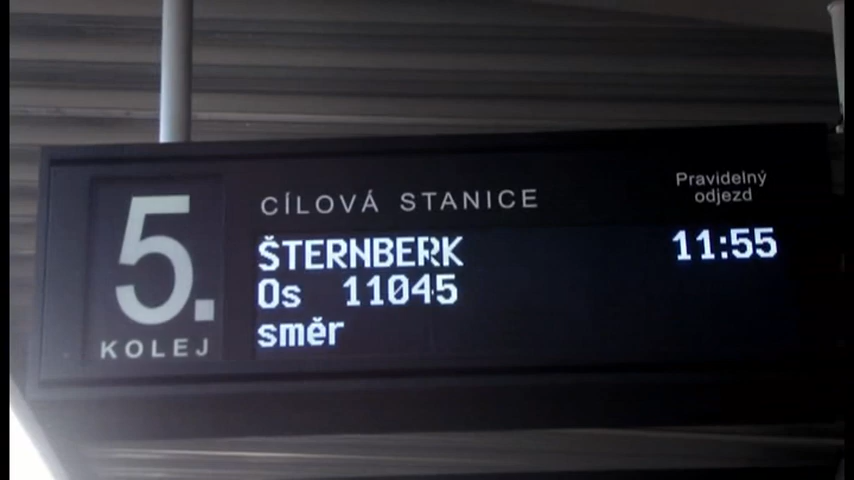 5.
KOLEJ
CÍLOVÁ STANICE
Pravidelný
odjezd
ŠTERNBERK
11:55
Os 11045
směr